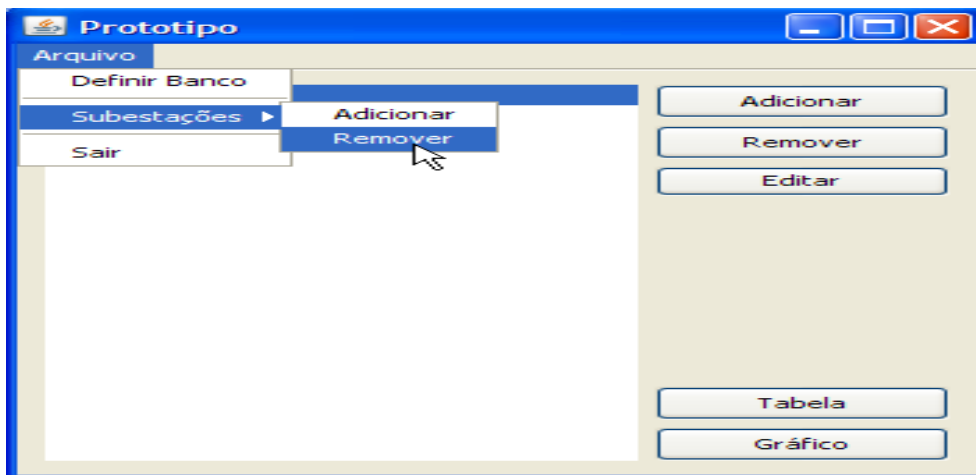 Prototipo
Arquivo
Definir Banco
Subestações
Sair
Adicionar
Remover
Adicionar
Remover
Editar
Tabela
Gráfico